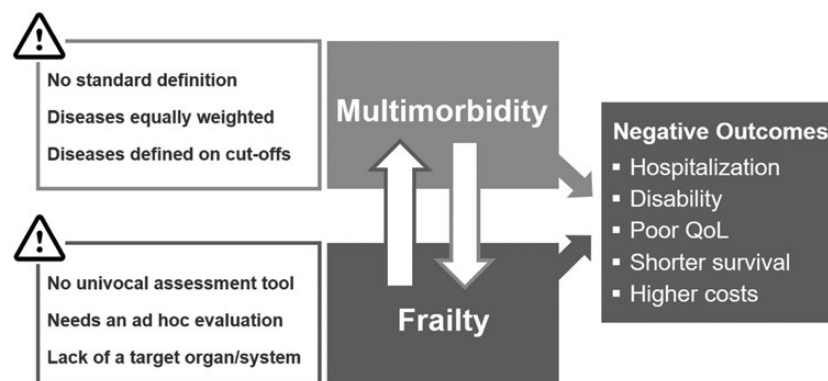 No standard definition
Diseases equally weighted
Diseases defined on cut-offs
Multimorbidity
No univocal assessment tool
Needs an ad hoc evaluation
Lack of a target organ/system
Frailty
Negative Outcomes
▪ Hospitalization
▪ Disability
▪ Poor QoL
▪ Shorter survival
▪ Higher costs